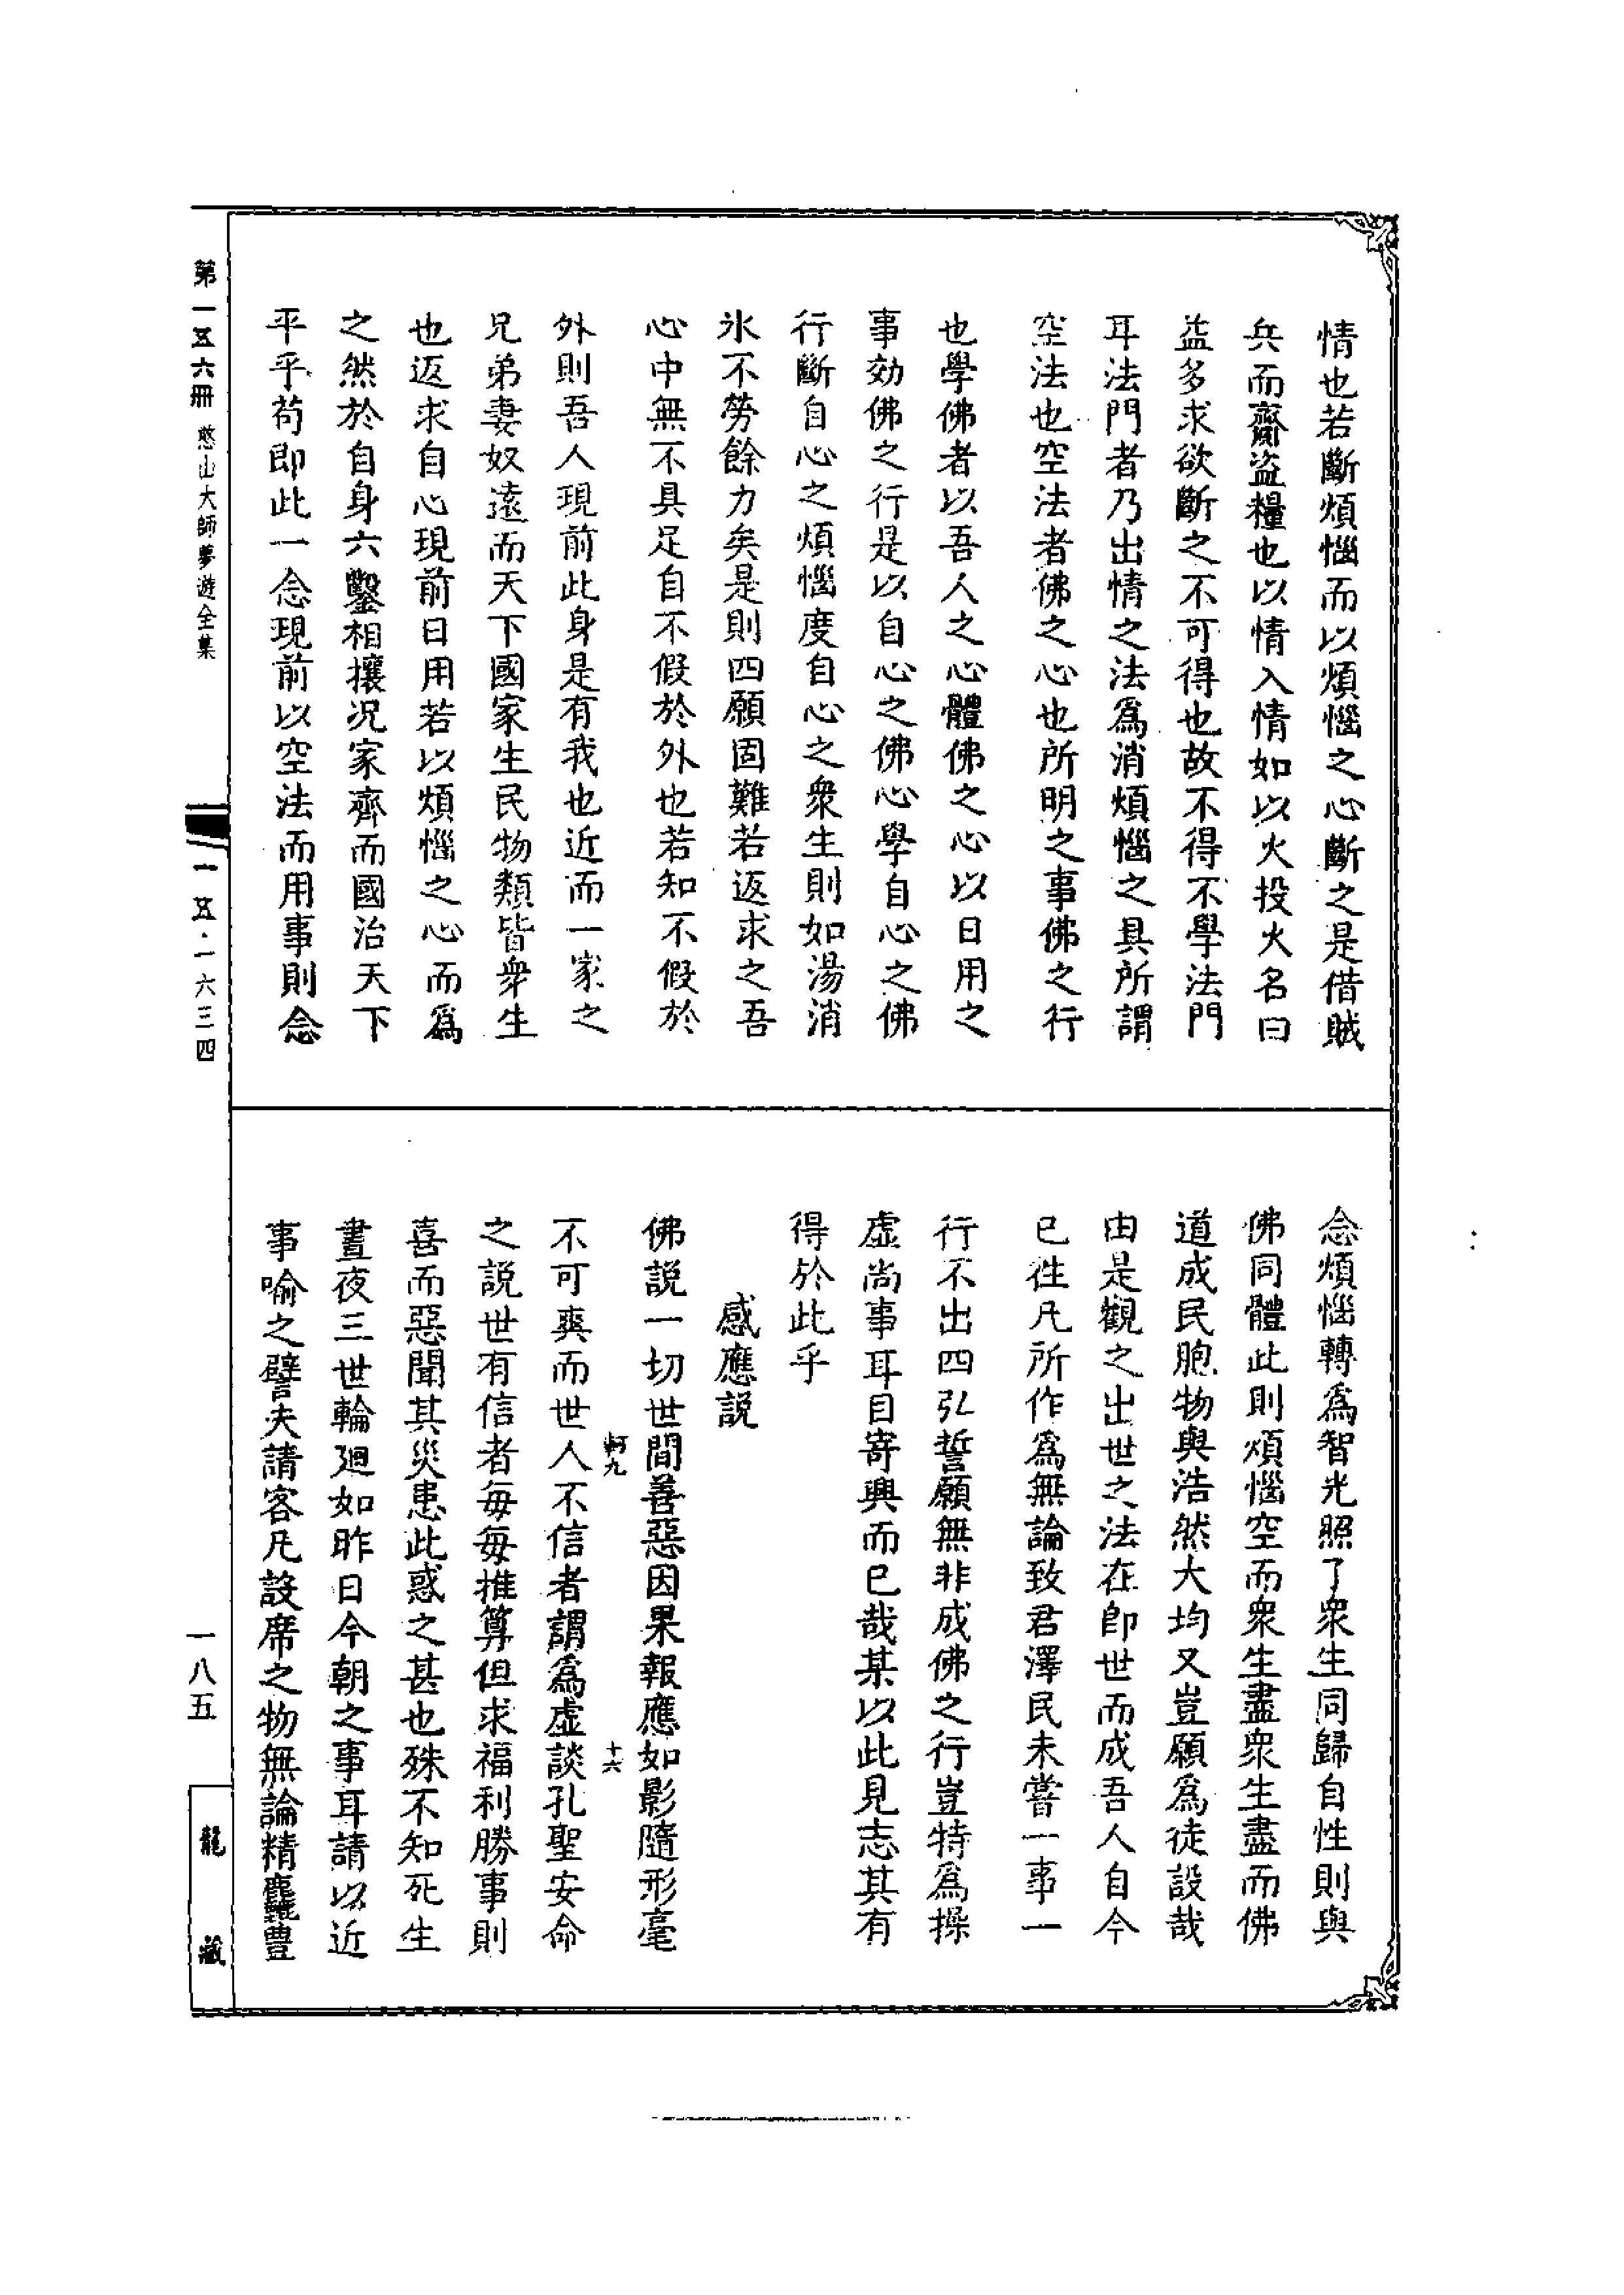 情也若斷煩惱而以煩惱之心斷之是借賊
兵而齎盜糧也以情入情如以火投火名曰
益多求欲斷之不可得也故不得不學法門
耳法門者乃出情之法爲消煩惱之具所謂
空法也空法者佛之心也所明之事佛之行
也學佛者以吾人之心體佛之心以日用之
事効佛之行是以自心之佛心學自心之佛
行斷自心之煩惱度自心之衆生則如湯消
氷不勞餘力矣是則四願固難若返求之吾
心中無不具足自不假於外也若知不假於
外則吾人現前此身是有我也近而一家之
兄弟妻奴遠而天下國家生民物類皆衆生
也返求自心現前日用若以煩惱之心而爲
之然於自身六鑿相攘况家齊而國治天下
平乎苟即此一念現前以空法而用事則念
念煩惱轉爲智光照了衆生同歸自性則與
佛同體此則煩惱空而衆生盡衆生盡而佛
道成民胞物與浩然大均又豈願爲徒設哉
由是觀之出世之法在即世而成吾人自今
已徃凡所作爲無論致君澤民未嘗一事一
行不出四弘誓願無非成佛之行豈特爲操
虛尚事耳目寄興而已哉某以此見志其有
得於此乎
感應説
佛説一切世間善惡因果報應如影隨形毫
軻九
十六
不可爽而世人不信者謂爲虛談孔聖安命
之説世有信者每每推算但求福利勝事則
喜而惡聞其災患此惑之甚也殊不知死生
晝夜三世輪廻如昨日今朝之事耳請以近
事喻之譬夫請客凡設席之物無論精麤豊
第一五六冊 憨山大師夢遊全集
一五·一六三四
一八五
龍藏